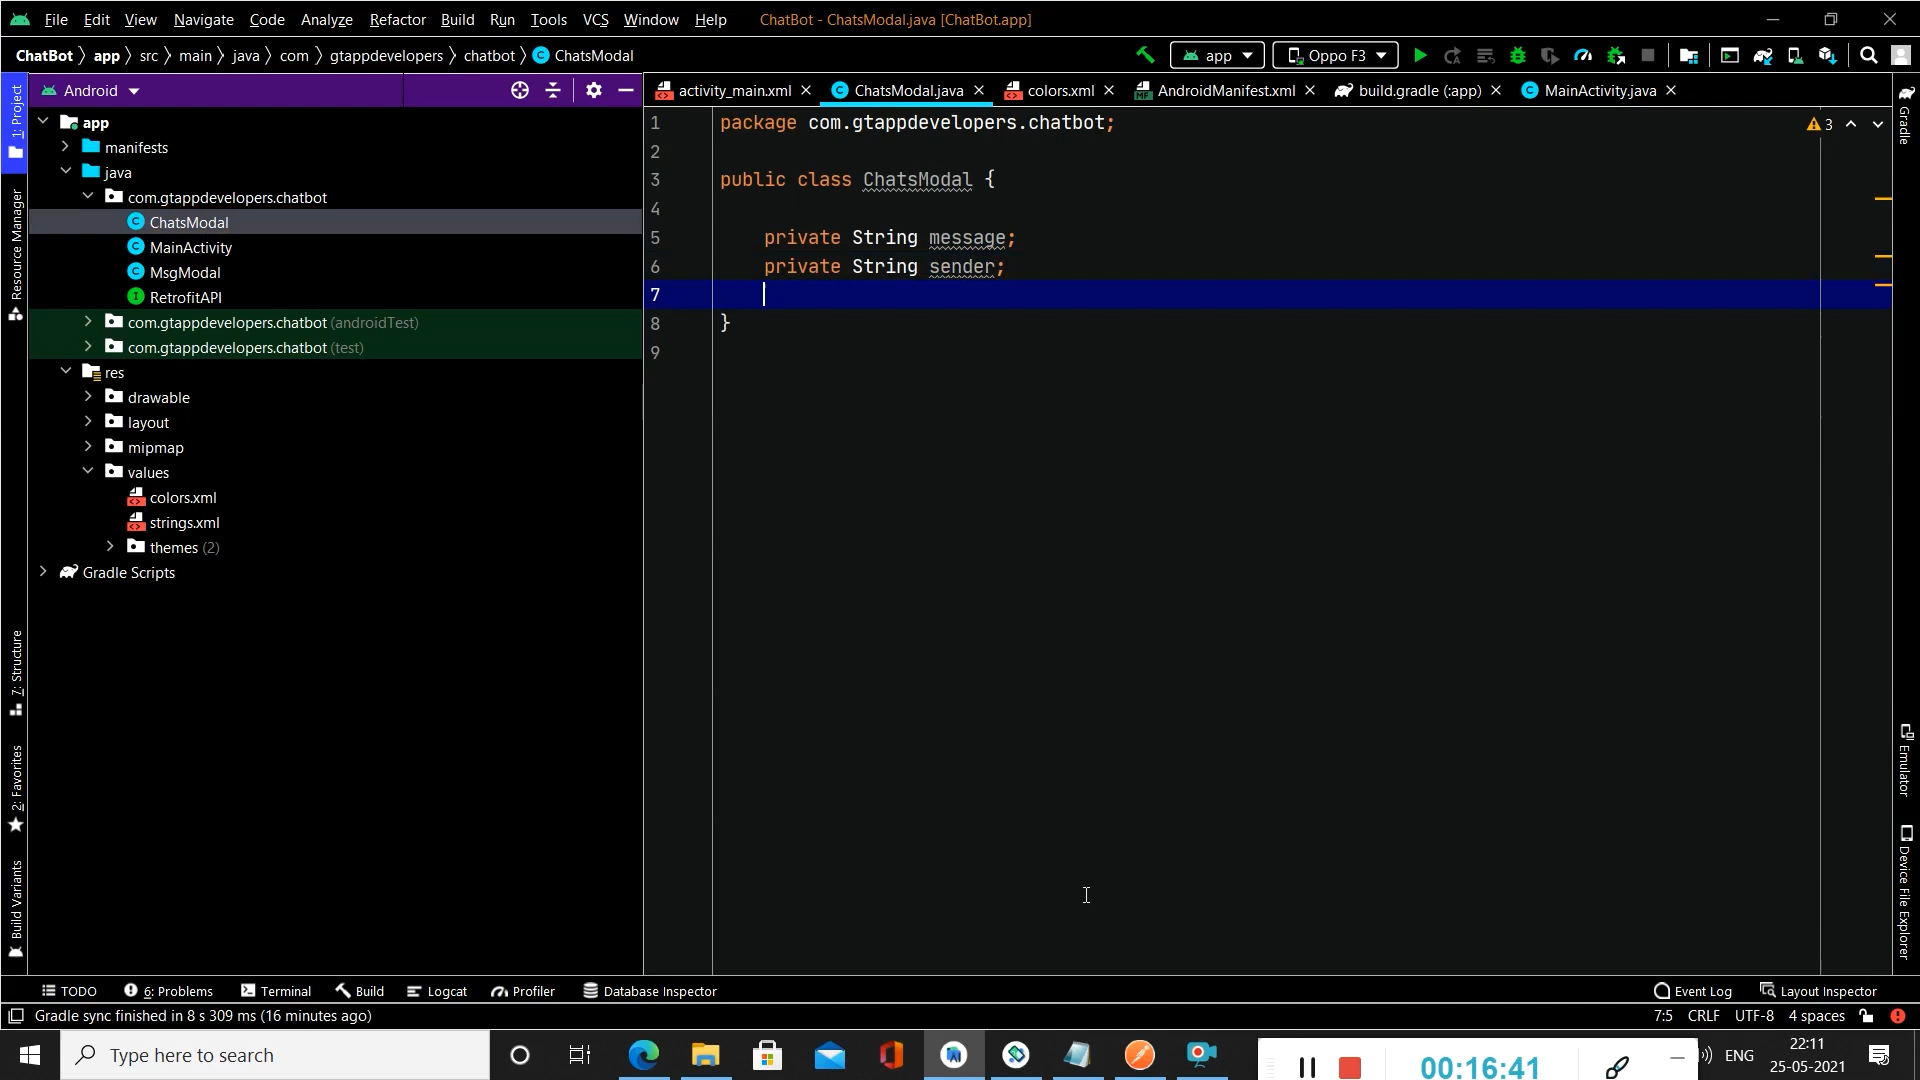 File Edit View Navigate Code Analyze Refactor Build Run Tools VCS Window Help ChatBot - ChatsModal.java [ChatBot.app]
ChatBot app src main java com gtappdevelopers chatbot ChatsModal app Oppo F3
1: Project
Resource Manager
7: Structure
2: Favorites
Build Variants
Android
app
manifests
java
com.gtappdevelopers.chatbot
ChatsModal
MainActivity
MsgModal
RetrofitAPI
com.gtappdevelopers.chatbot (androidTest)
com.gtappdevelopers.chatbot (test)
res
drawable
layout
mipmap
values
colors.xml
strings.xml
themes (2)
Gradle Scripts
activity_main.xml ChatsModal.java colors.xml AndroidManifest.xml build.gradle (:app) MainActivity.java
1 package com.gtappdevelopers.chatbot;
2
3 public class ChatsModal {
4
5 private String message;
6 private String sender;
7
8 }
9
3
Gradle
Emulator
Device File Explorer
TODO 6: Problems Terminal Build Logcat Profiler Database Inspector Event Log Layout Inspector
Gradle sync finished in 8 s 309 ms (16 minutes ago) 7:5 CRLF UTF-8 4 spaces
Type here to search 00:16:41 ENG 22:11
25-05-2021